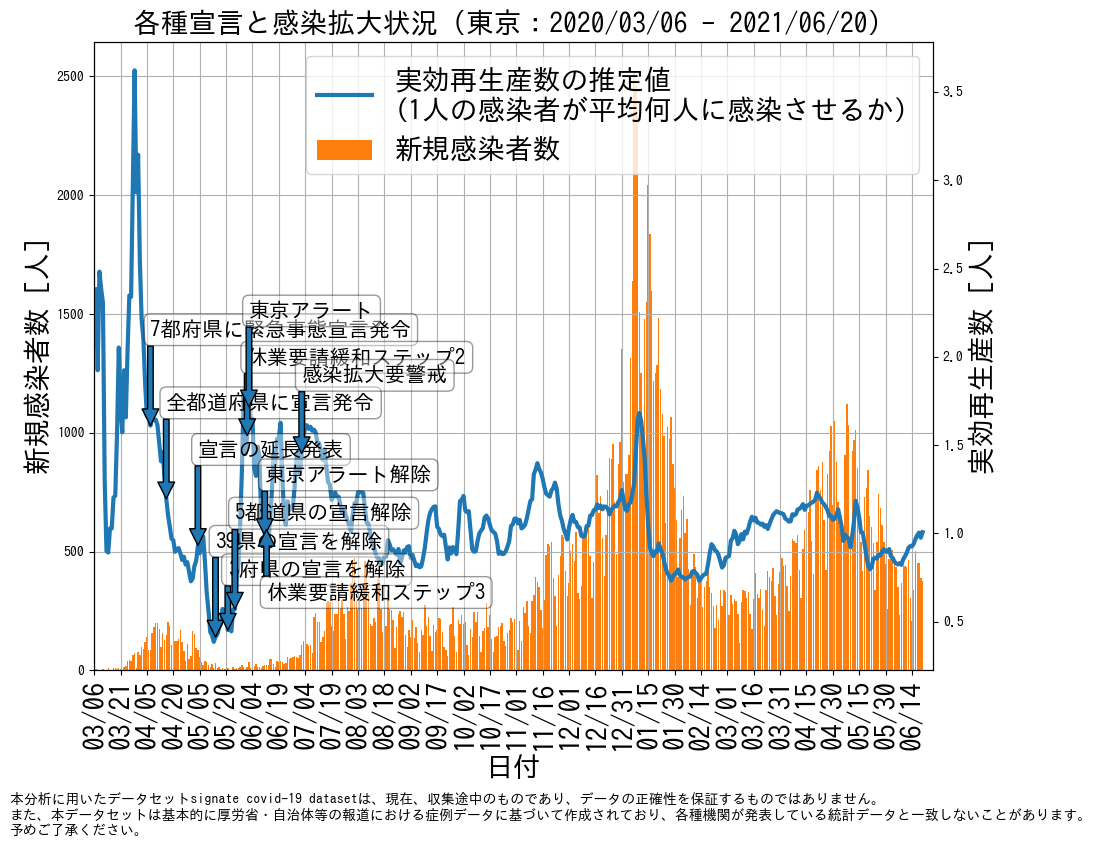 各種宣言と感染拡大状況（東京：2020/03/06 - 2021/06/20）
実効再生産数の推定値
(1人の感染者が平均何人に感染させるか)
新規感染者数
新規感染者数 [人]
2500
2000
1500
1000
500
0
3.5
3.0
2.5
2.0
1.5
1.0
0.5
実効再生産数 [人]
東京アラート
7都府県に緊急事態宣言発令
休業要請緩和ステップ2
感染拡大要警戒
全都道府県に宣言発令
宣言の延長発表
東京アラート解除
5都道県の宣言解除
39県の宣言を解除
3府県の宣言を解除
休業要請緩和ステップ3
03/06
03/21
04/05
04/20
05/05
05/20
06/04
06/19
07/04
07/19
08/03
08/18
09/02
09/17
10/02
10/17
11/01
11/16
12/01
12/16
12/31
01/15
01/30
02/14
03/01
03/16
03/31
04/15
04/30
05/15
05/30
06/14
日付
本分析に用いたデータセットsignate covid-19 datasetは、現在、収集途中のものであり、データの正確性を保証するものではありません。
また、本データセットは基本的に厚労省・自治体等の報道における症例データに基づいて作成されており、各種機関が発表している統計データと一致しないことがあります。
予めご了承ください。